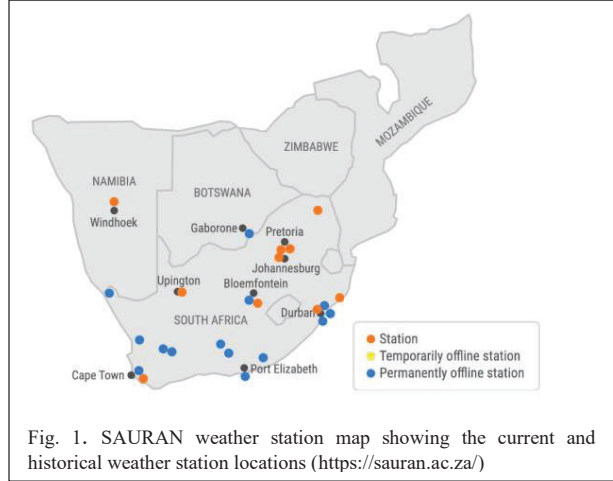 MOZAMBIQUE
ZIMBABWE
NAMIBIA
BOTSWANA
Windhoek
Gaborone
Pretoria
Johannesburg
Upington
Bloemfontein
Durban
SOUTH AFRICA
Cape Town
Port Elizabeth
Station
Temporarily offline station
Permanently offline station
Fig. 1. SAURAN weather station map showing the current and
historical weather station locations (https://sauran.ac.za/)